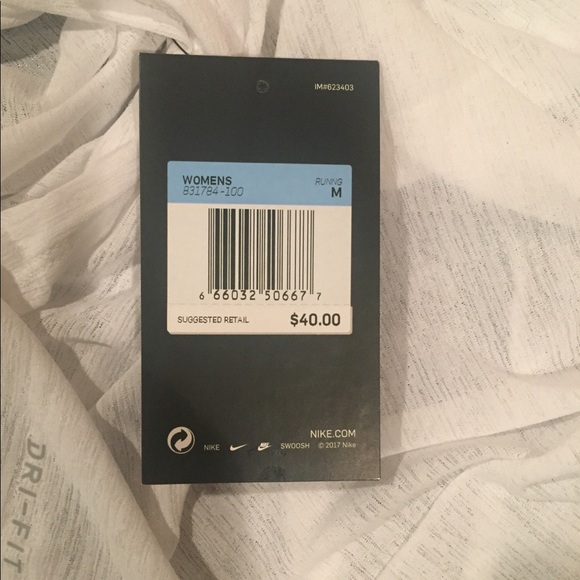 IM#623403
WOMENS
831784-100
RUNNG
M
6 66032 50667 7
SUGGESTED RETAIL $40.00
NIKE.COM
NIKE SWOOSH © 2017 Nike
DRI-FIT